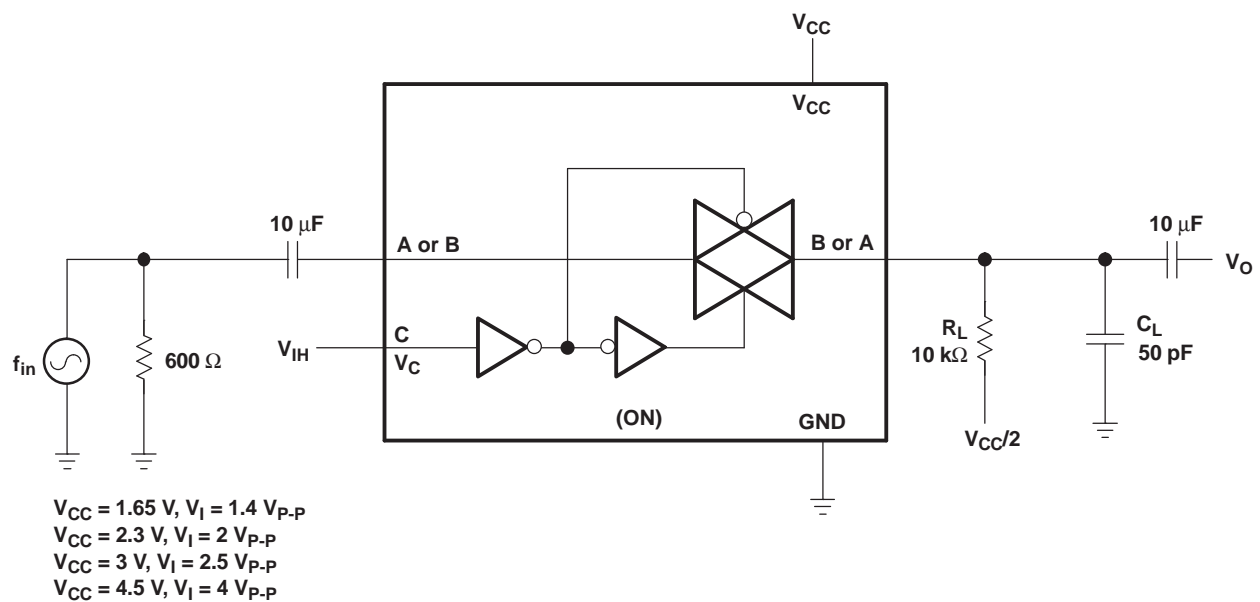 VCC
VCC
10 μF
A or B
B or A
10 μF
VO
fin
600 Ω
VIH
C
VC
RL
10 kΩ
CL
50 pF
(ON)
GND
VCC/2
VCC = 1.65 V, VI = 1.4 VP-P
VCC = 2.3 V, VI = 2 VP-P
VCC = 3 V, VI = 2.5 VP-P
VCC = 4.5 V, VI = 4 VP-P